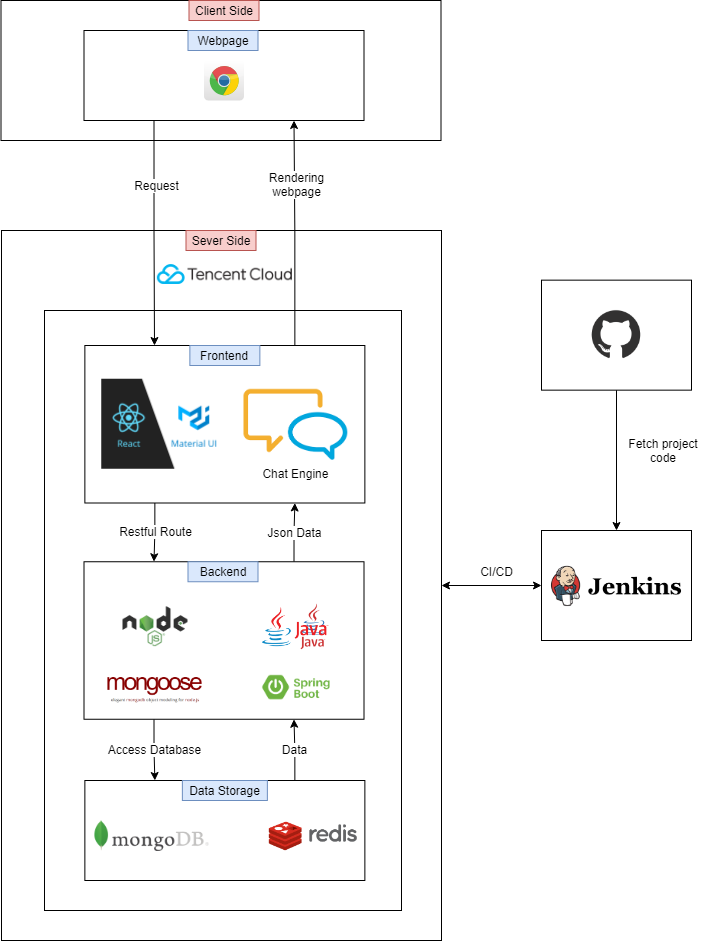 Client Side
Webpage
Request
Rendering
webpage
Sever Side
Tencent Cloud
Frontend
React
Material UI
Chat Engine
Fetch project
code
Restful Route
Json Data
Backend
CI/CD
Jenkins
node
JS
Java
Java
mongoose
elegant mongodb object modeling for node.js
Spring
Boot
Access Database
Data
Data Storage
mongoDB.
redis